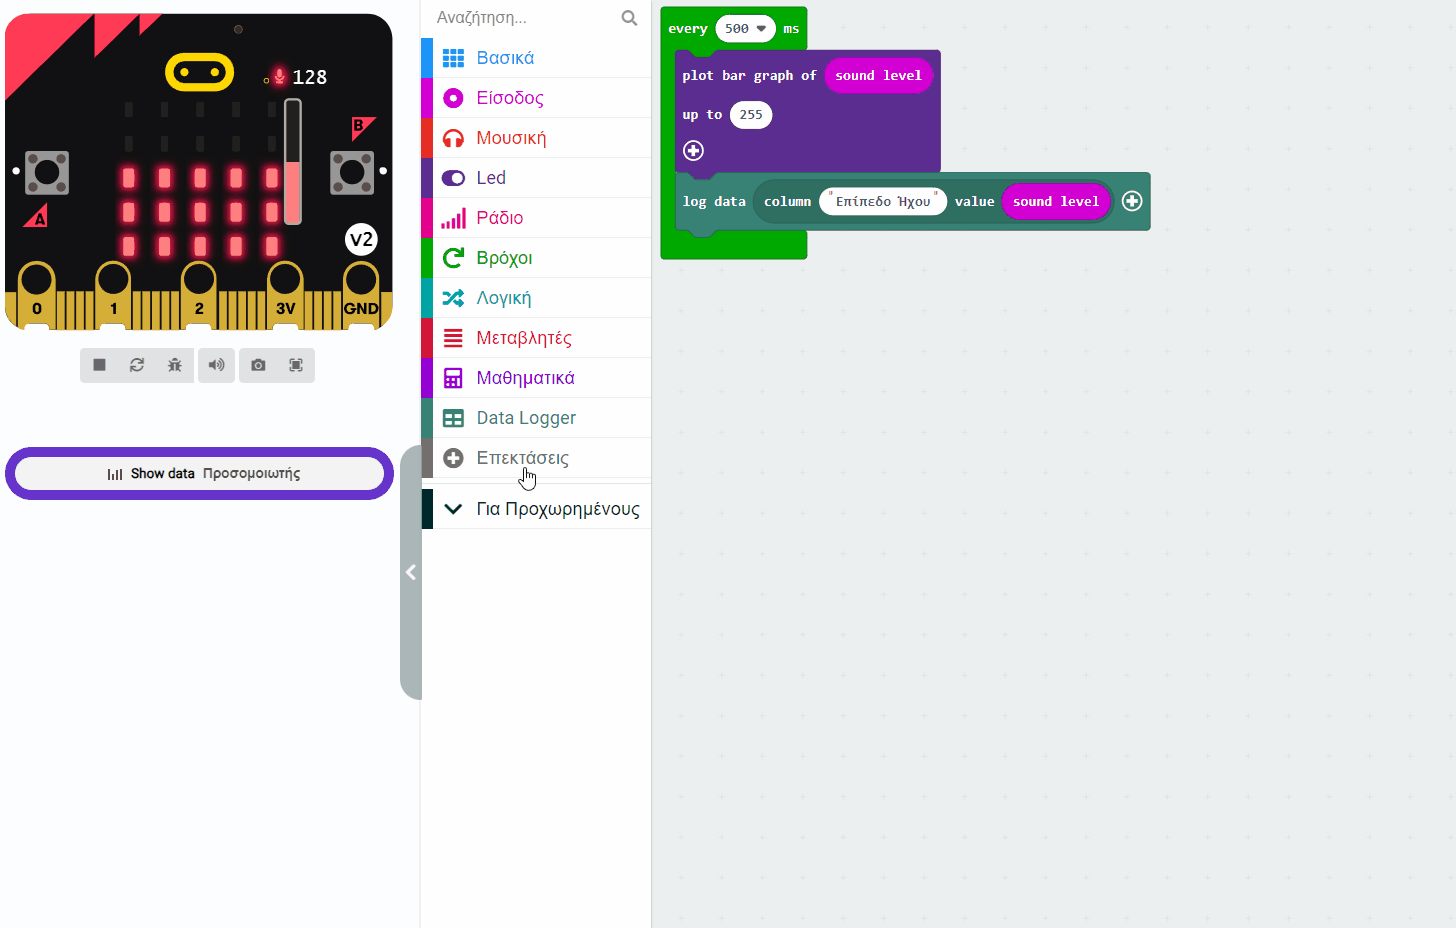 128
B
A
V2
0 1 2 3V GND
Show data Προσομοιωτής
Αναζήτηση...
Βασικά
Είσοδος
Μουσική
Led
Ράδιο
Βρόχοι
Λογική
Μεταβλητές
Μαθηματικά
Data Logger
Επεκτάσεις
Για Προχωρημένους
every 500 ms
plot bar graph of sound level
up to 255
log data column "Επίπεδο Ήχου" value sound level